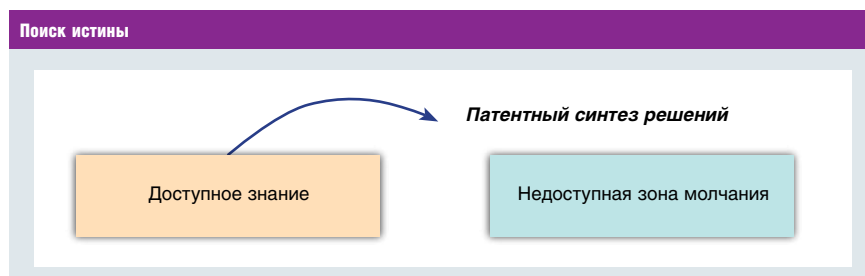 Поиск истины
Патентный синтез решений
Доступное знание
Недоступная зона молчания